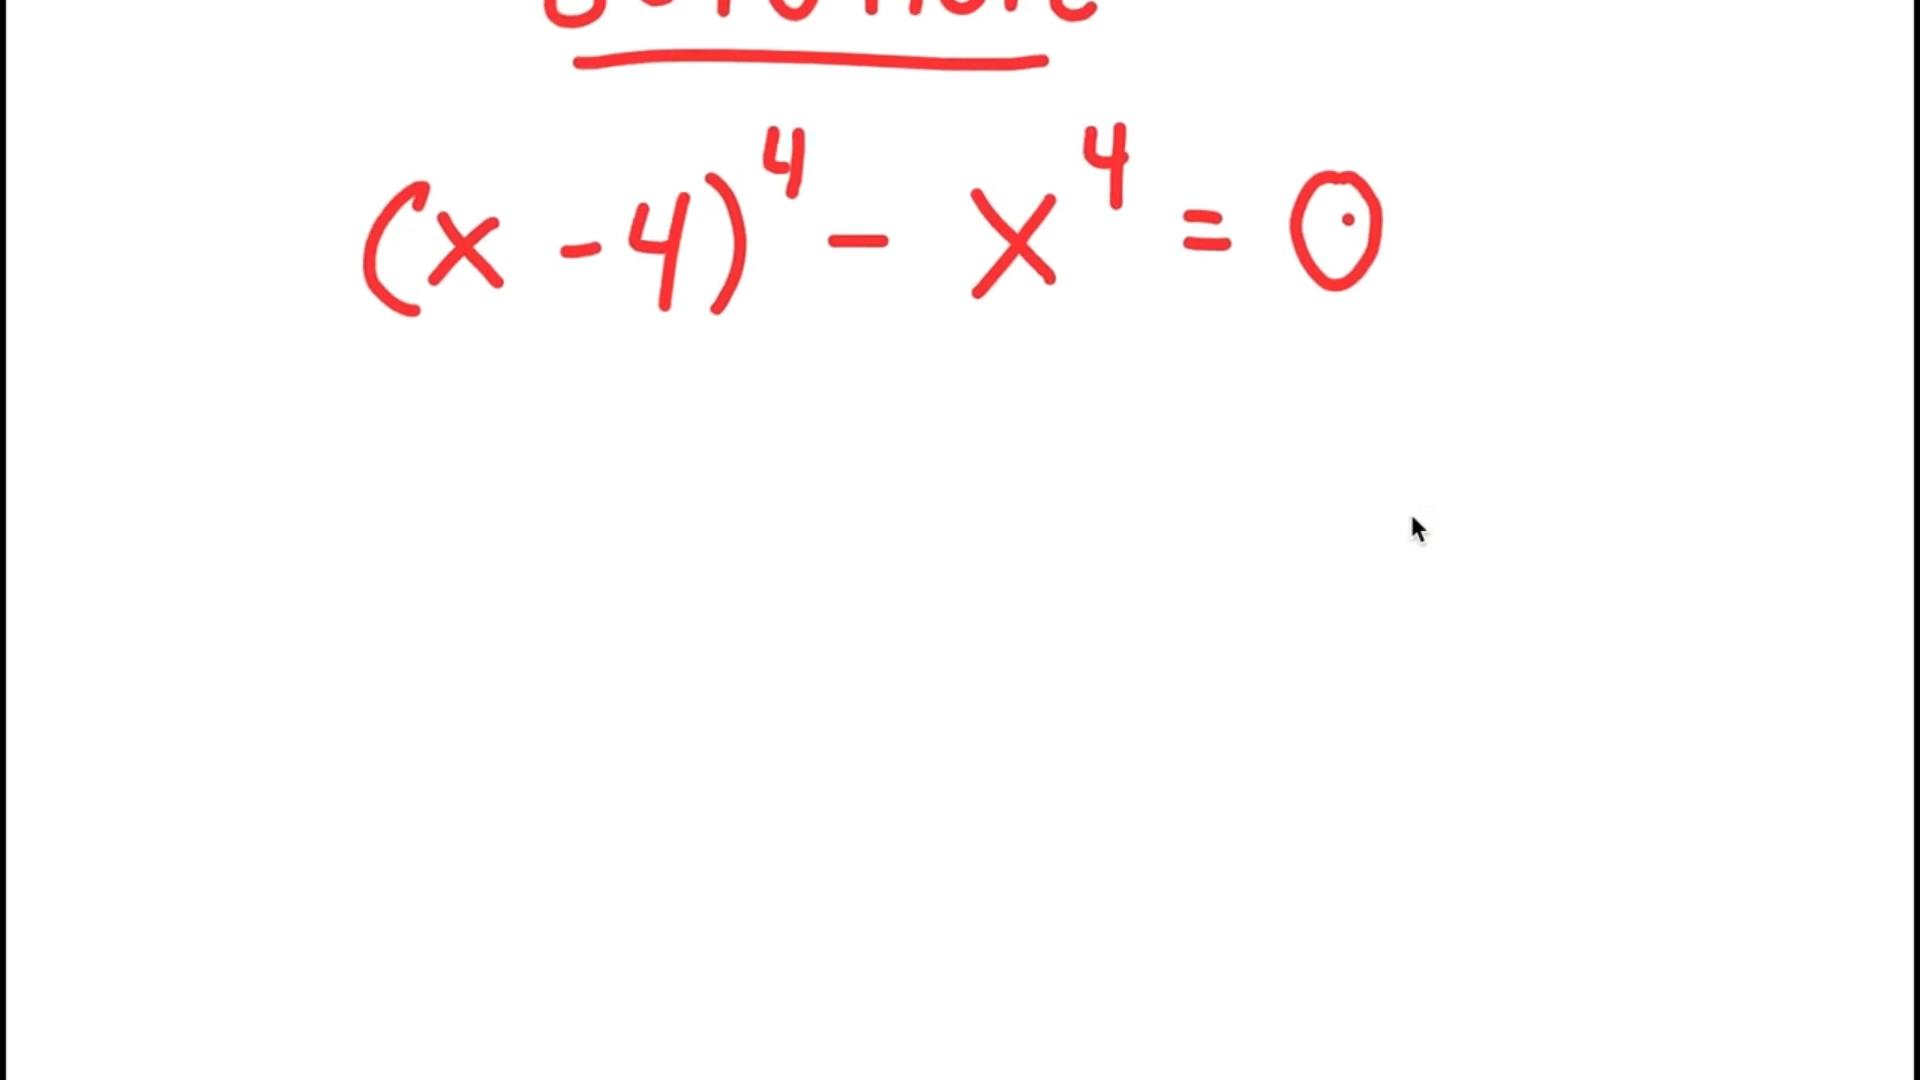 (x - 4)⁴ - x⁴ = 0